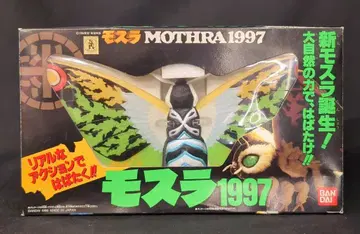 モスラ MOTHRA 1997
新モスラ誕生!
大自然の力で、はばたけ!!
リアルな
アクションで
はばたく!!
モスラ1997
BAN
DAI